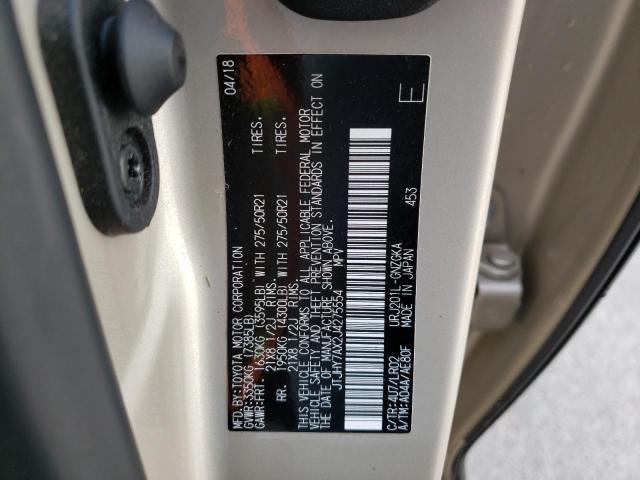 MFD.BY:TOYOTA MOTOR CORPORATION 04/18
GVWR:3350KG (7385LB)
GAWR:FRT. 1630KG (3595LB) WITH 275/50R21 TIRES,
21X8 1/2J RIMS,
RR. 1950KG (4300LB) WITH 275/50R21 TIRES,
21X8 1/2J RIMS.
THIS VEHICLE CONFORMS TO ALL APPLICABLE FEDERAL MOTOR
VEHICLE SAFETY AND THEFT PREVENTION STANDARDS IN EFFECT ON
THE DATE OF MANUFACTURE SHOWN ABOVE.
JTJHY7AX2J4275554 MPV
E
453
C/TR:4U7/LR02 URJ201L-GNZGKA
A/TM:A04A/AE80F MADE IN JAPAN